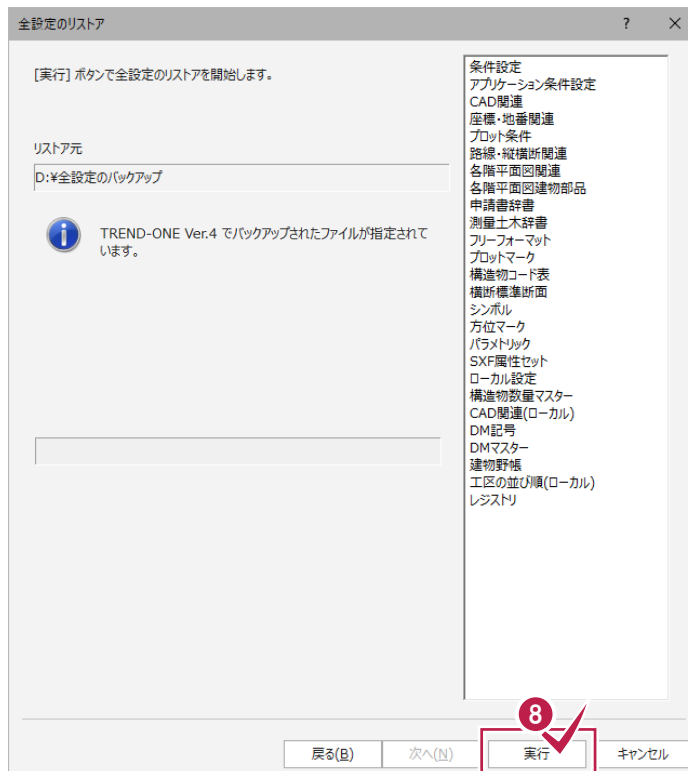 全設定のリストア
? ×
[実行] ボタンで全設定のリストアを開始します。
リストア元
D:¥全設定のバックアップ
TREND-ONE Ver.4 でバックアップされたファイルが指定されて
います。
条件設定
アプリケーション条件設定
CAD関連
座標・地番関連
プロット条件
路線・縦横断関連
各階平面図関連
各階平面図建物部品
申請書辞書
測量土木辞書
フリーフォーマット
プロットマーク
構造物コード表
横断標準断面
シンボル
方位マーク
パラメトリック
SXF属性セット
ローカル設定
構造物数量マスター
CAD関連(ローカル)
DM記号
DMマスター
建物野帳
工区の並び順(ローカル)
レジストリ
8
戻る(B) 次へ(N) 実行 キャンセル